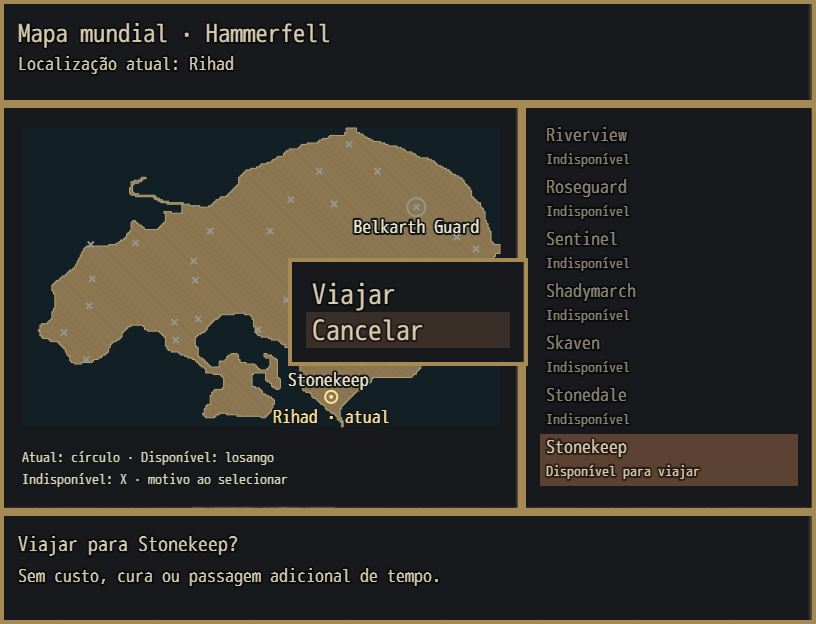 Mapa mundial · Hammerfell
Localização atual: Rihad
Belkarth Guard
Viajar
Cancelar
Stonekeep
Rihad · atual
Atual: círculo · Disponível: losango
Indisponível: X · motivo ao selecionar
Riverview
Indisponível
Roseguard
Indisponível
Sentinel
Indisponível
Shadymarch
Indisponível
Skaven
Indisponível
Stonedale
Indisponível
Stonekeep
Disponível para viajar
Viajar para Stonekeep?
Sem custo, cura ou passagem adicional de tempo.